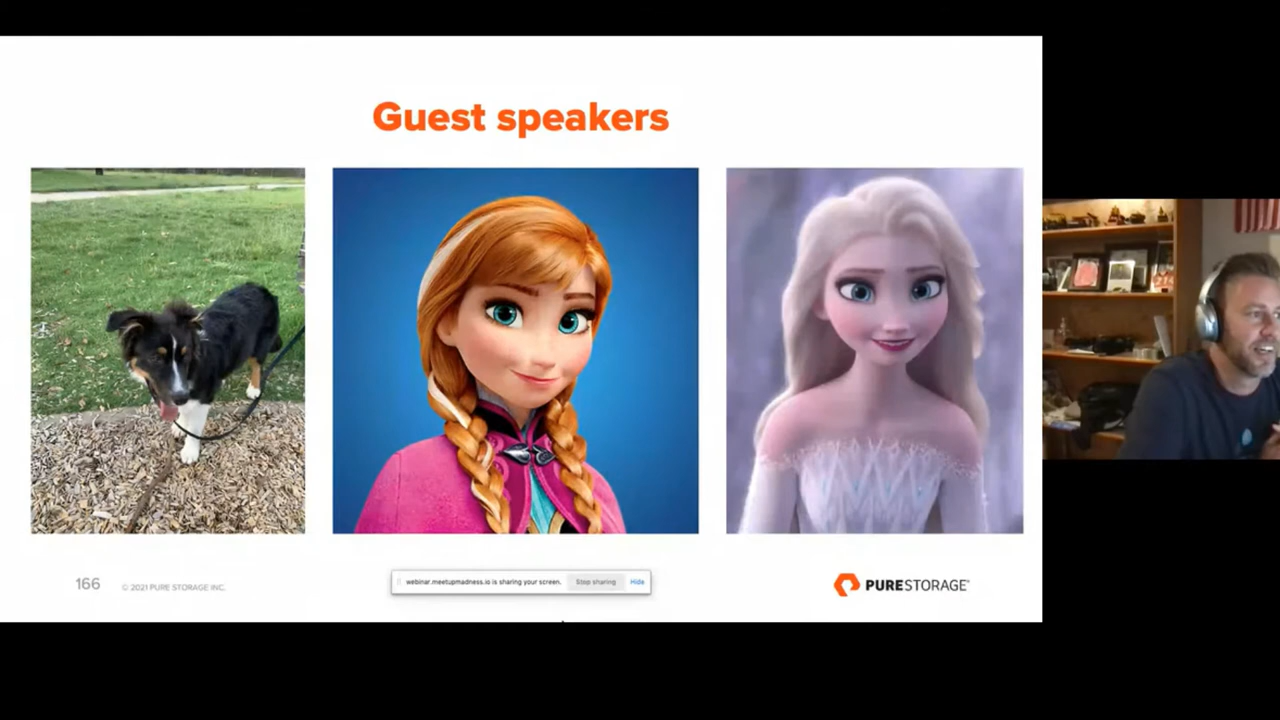 Guest speakers
166
© 2021 PURE STORAGE INC.
webinar.meetupmadness.io is sharing your screen.
Stop sharing
Hide
PURESTORAGE®